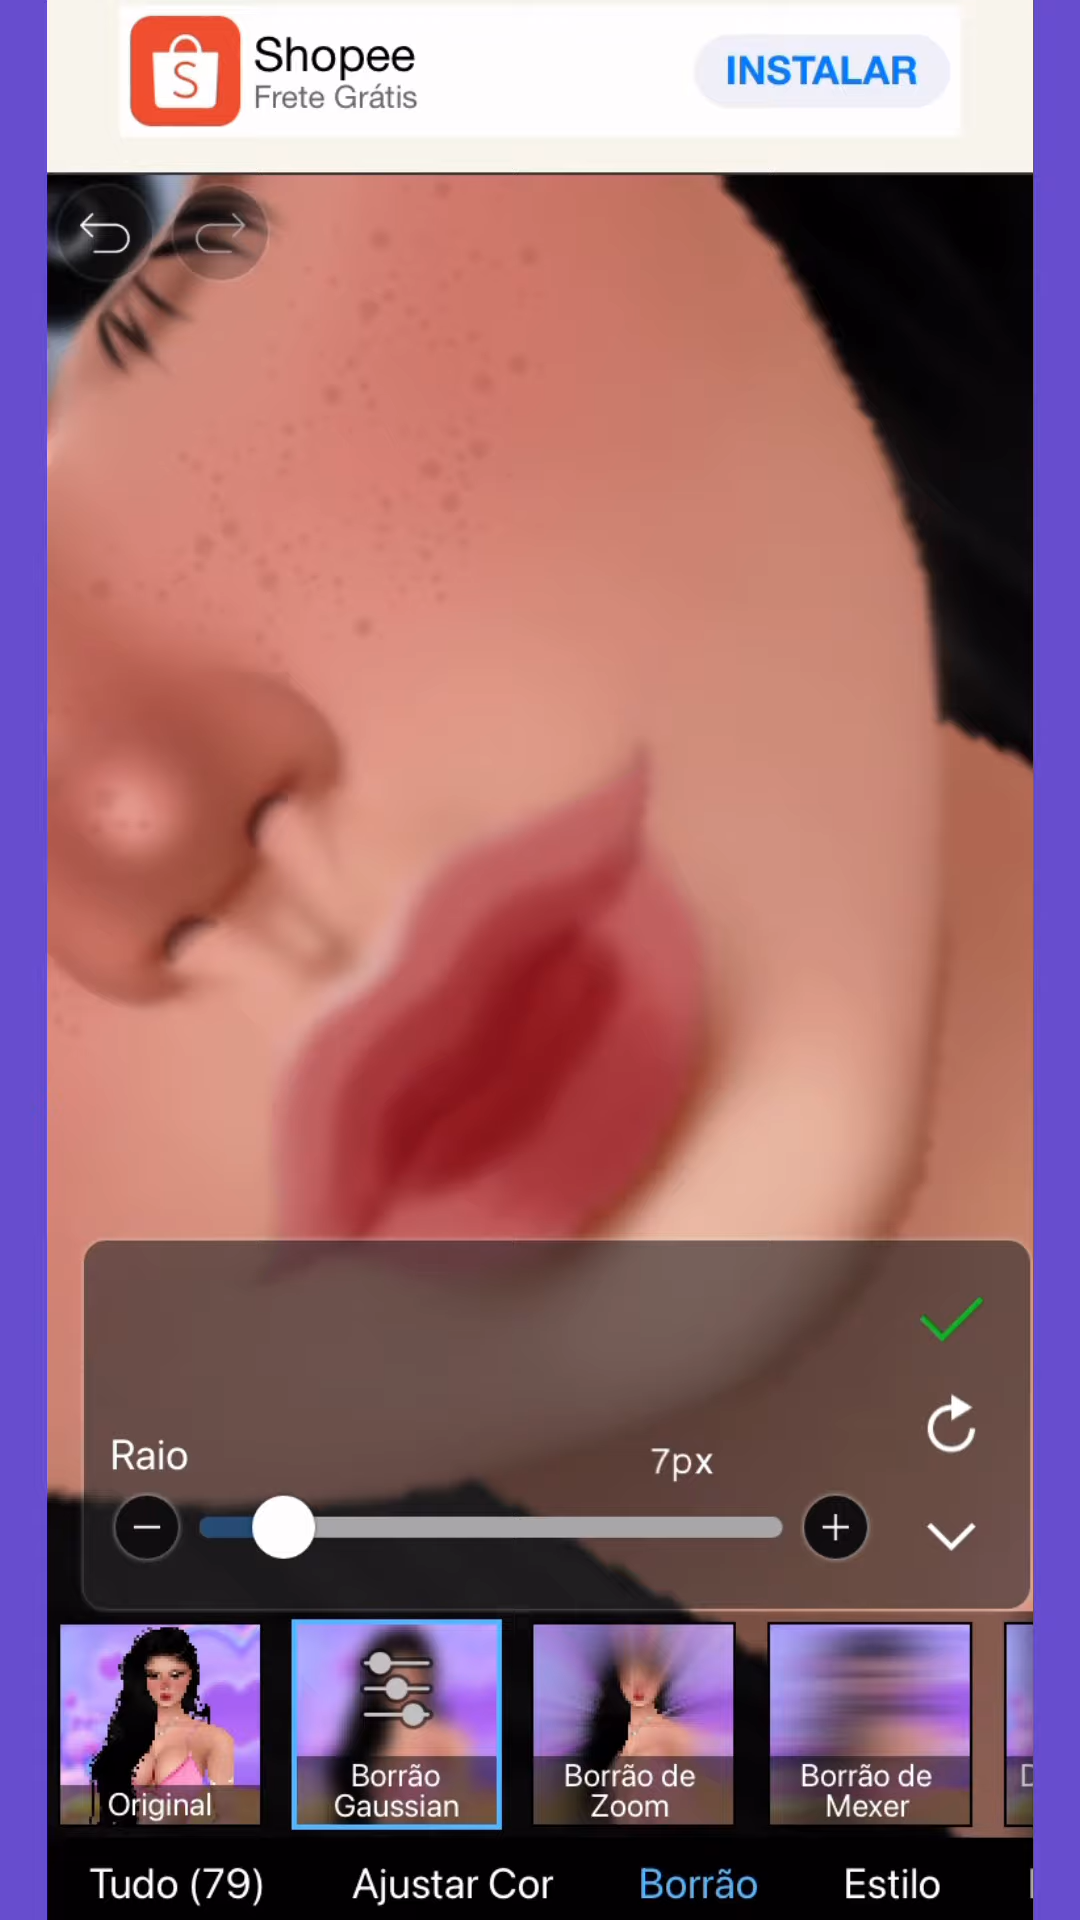 Shopee
Frete Grátis
INSTALAR
Raio
7px
Original
Borrão
Gaussian
Borrão de
Zoom
Borrão de
Mexer
Tudo (79)
Ajustar Cor
Borrão
Estilo